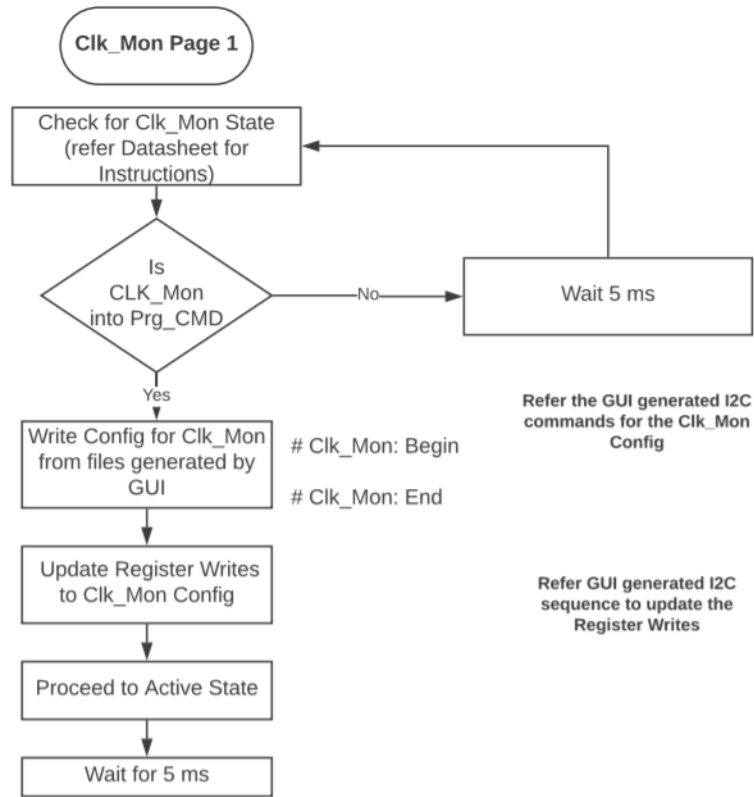 Clk_Mon Page 1
Check for Clk_Mon State
(refer Datasheet for
Instructions)
Is
CLK_Mon
into Prg_CMD
No
Wait 5 ms
Yes
Write Config for Clk_Mon
from files generated by
GUI
# Clk_Mon: Begin
# Clk_Mon: End
Refer the GUI generated I2C
commands for the Clk_Mon
Config
Update Register Writes
to Clk_Mon Config
Refer GUI generated I2C
sequence to update the
Register Writes
Proceed to Active State
Wait for 5 ms